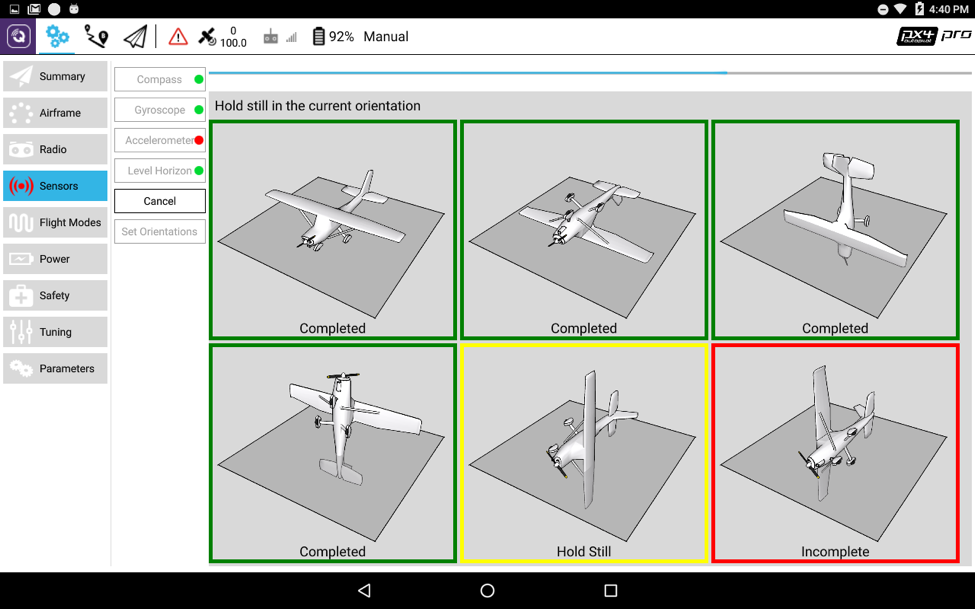 4:40 PM
0
100.0
92%
Manual
px4
pro
Summary
Airframe
Radio
Sensors
Flight Modes
Power
Safety
Tuning
Parameters
Compass
Gyroscope
Accelerometer
Level Horizon
Cancel
Set Orientations
Hold still in the current orientation
Completed
Completed
Completed
Completed
Hold Still
Incomplete